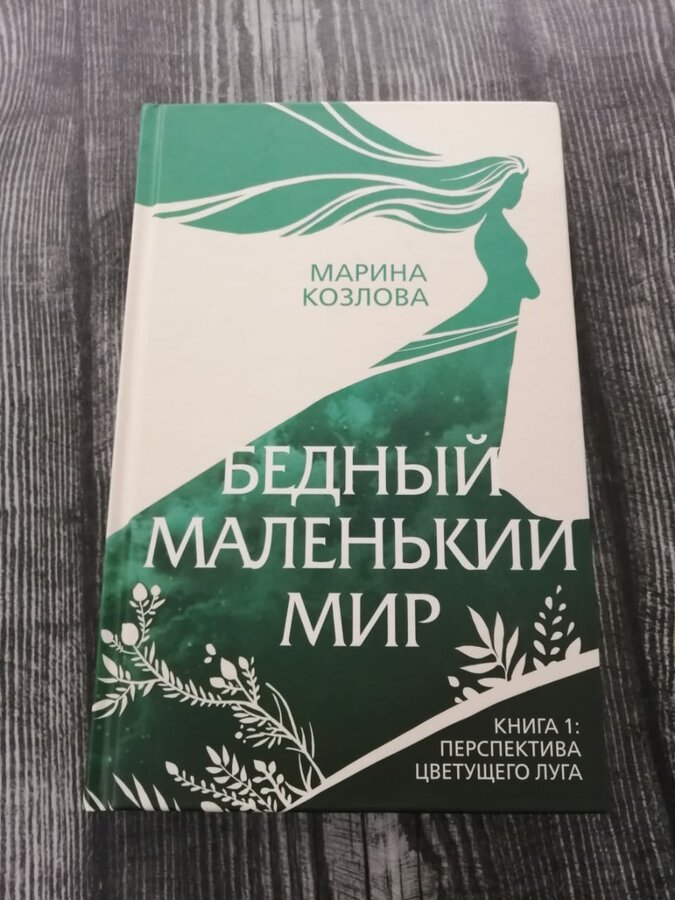 МАРИНА
КОЗЛОВА
БЕДНЫЙ
МАЛЕНЬКИЙ
МИР
КНИГА 1:
ПЕРСПЕКТИВА
ЦВЕТУЩЕГО ЛУГА